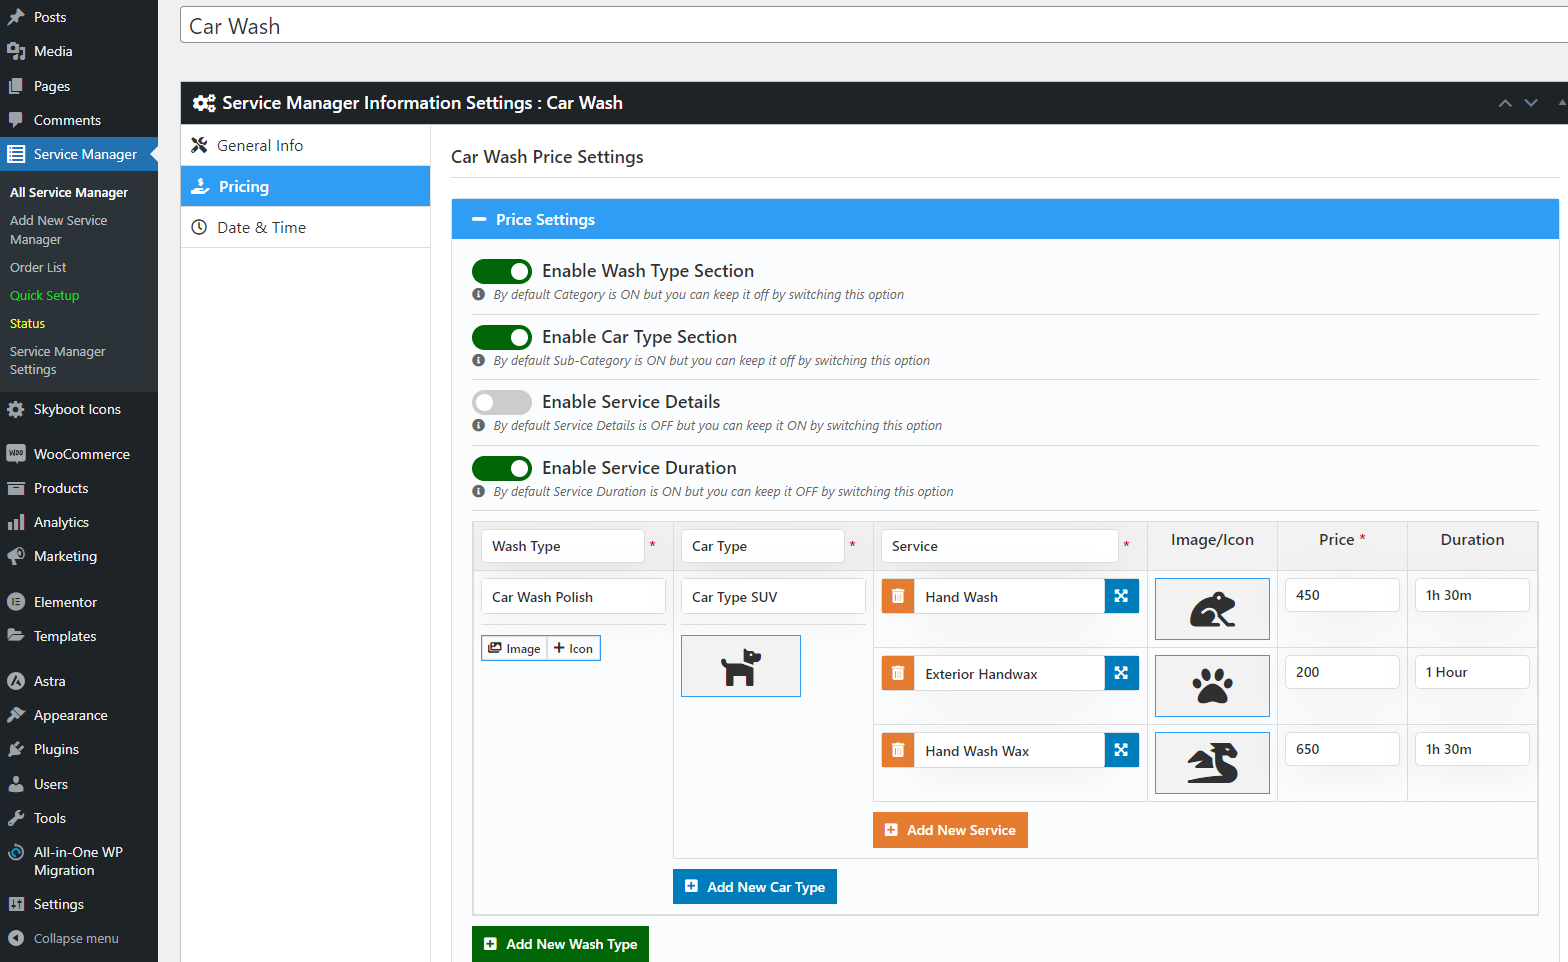 Posts
Media
Pages
Comments
Service Manager
All Service Manager
Add New Service
Manager
Order List
Quick Setup
Status
Service Manager
Settings
Skyboot Icons
WooCommerce
Products
Analytics
Marketing
Elementor
Templates
Astra
Appearance
Plugins
Users
Tools
All-in-One WP
Migration
Settings
Collapse menu
Car Wash
Service Manager Information Settings : Car Wash
General Info
Pricing
Date & Time
Car Wash Price Settings
Price Settings
Enable Wash Type Section
By default Category is ON but you can keep it off by switching this option
Enable Car Type Section
By default Sub-Category is ON but you can keep it off by switching this option
Enable Service Details
By default Service Details is OFF but you can keep it ON by switching this option
Enable Service Duration
By default Service Duration is ON but you can keep it OFF by switching this option
Wash Type * Car Type * Service * Image/Icon Price * Duration
Car Wash Polish Car Type SUV Hand Wash 450 1h 30m
Image Icon
Exterior Handwax 200 1 Hour
Hand Wash Wax 650 1h 30m
Add New Service
Add New Car Type
Add New Wash Type